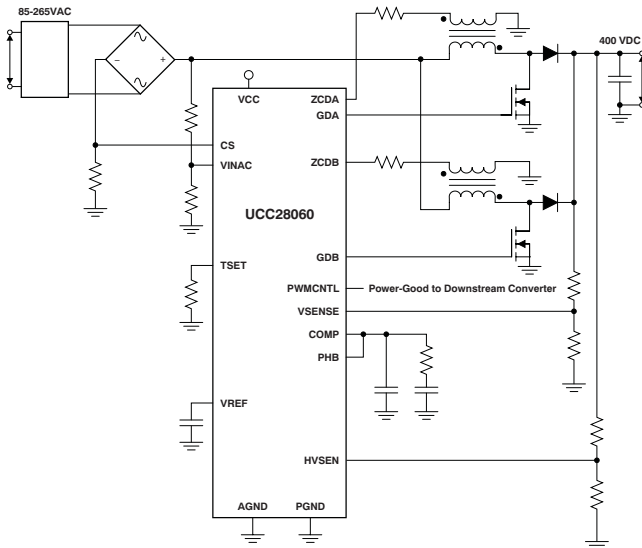 85-265VAC
400 VDC
–
+
VCC
ZCDA
GDA
CS
VINAC
ZCDB
UCC28060
GDB
TSET
PWMCNTL
Power-Good to Downstream Converter
VSENSE
COMP
PHB
VREF
HVSEN
AGND
PGND